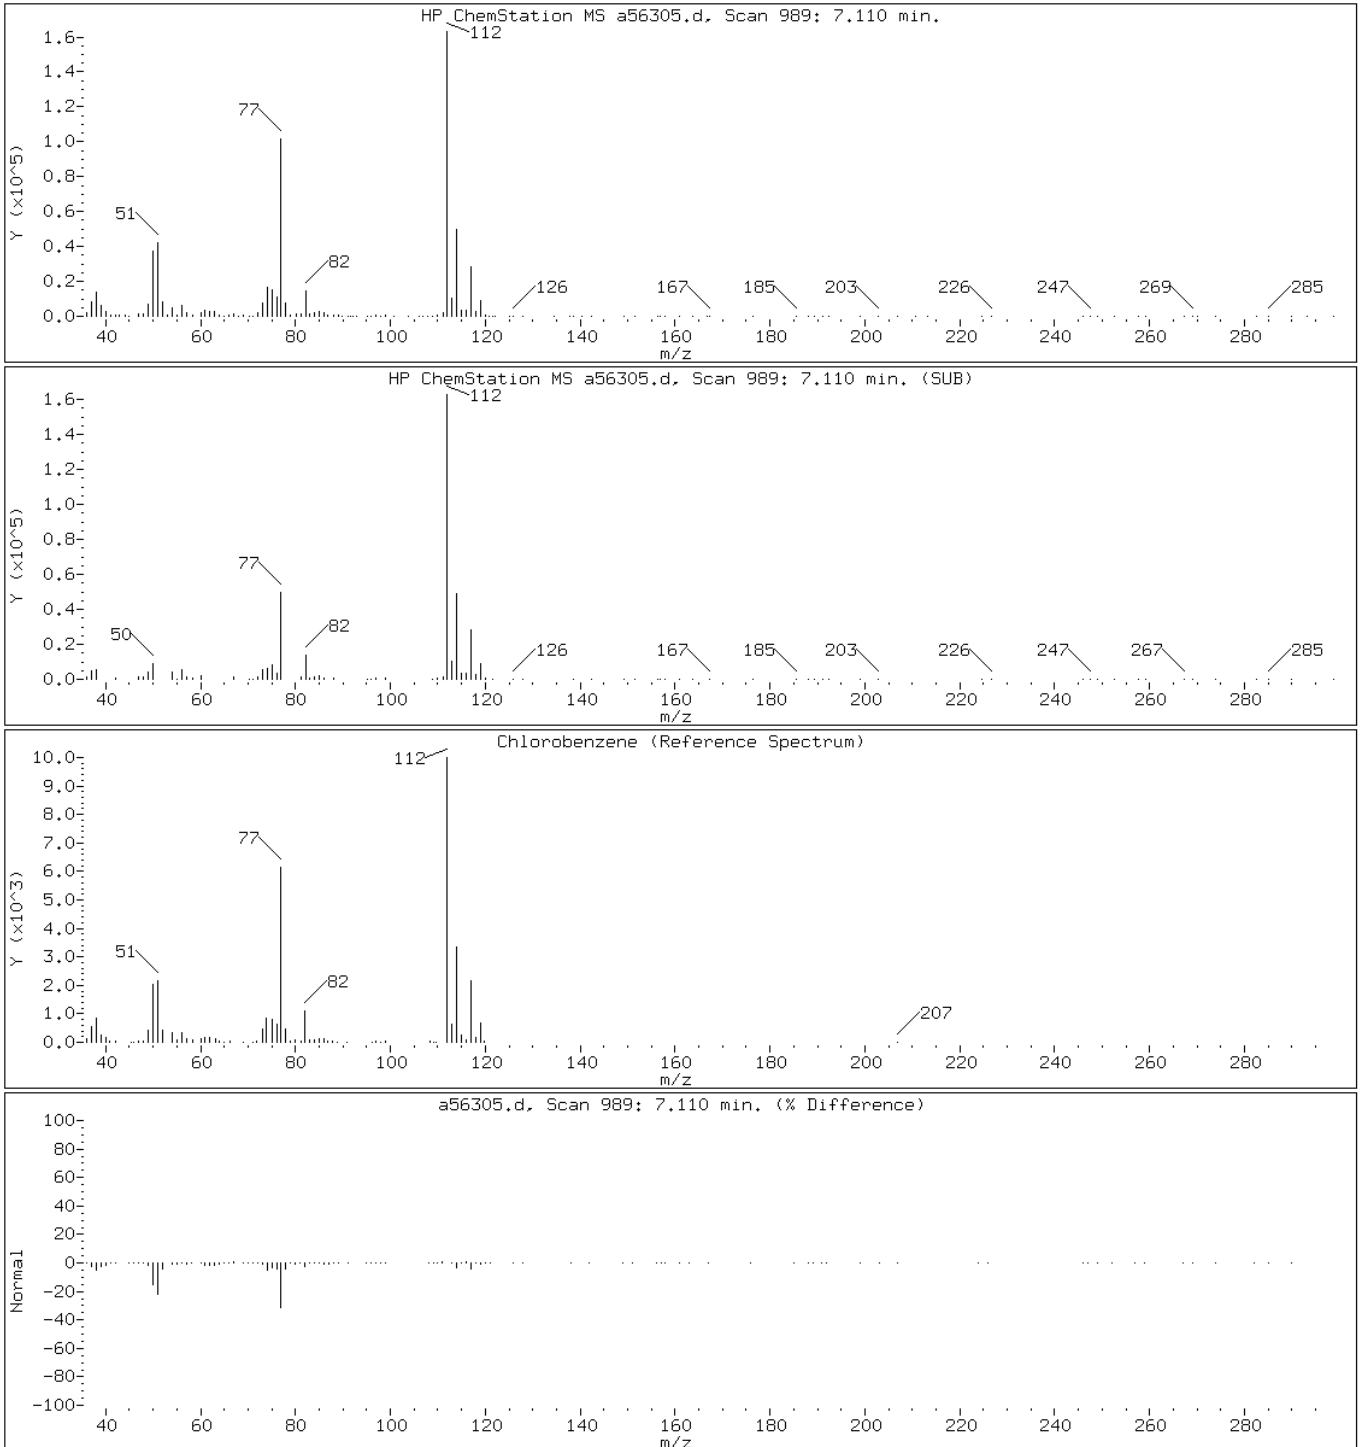 HP ChemStation MS a56305.d, Scan 989: 7.110 min.
112
1.6
1.4
77
1.2
1.0
0.8
Y (x10^5)
51
0.6
0.4
82
0.2
126 167 185 203 226 247 269 285
0.0
40 60 80 100 120 140 160 180 200 220 240 260 280
m/z
HP ChemStation MS a56305.d, Scan 989: 7.110 min. (SUB)
112
1.6
1.4
1.2
1.0
0.8
Y (x10^5)
77
0.6
0.4
50
82
0.2
126 167 185 203 226 247 267 285
0.0
40 60 80 100 120 140 160 180 200 220 240 260 280
m/z
Chlorobenzene (Reference Spectrum)
112
10.0
9.0
8.0
77
7.0
6.0
5.0
Y (x10^3)
4.0
51
3.0
82
2.0
207
1.0
0.0
40 60 80 100 120 140 160 180 200 220 240 260 280
m/z
a56305.d, Scan 989: 7.110 min. (% Difference)
100
80
60
40
20
0
Normal
-20
-40
-60
-80
-100
40 60 80 100 120 140 160 180 200 220 240 260 280
m/z